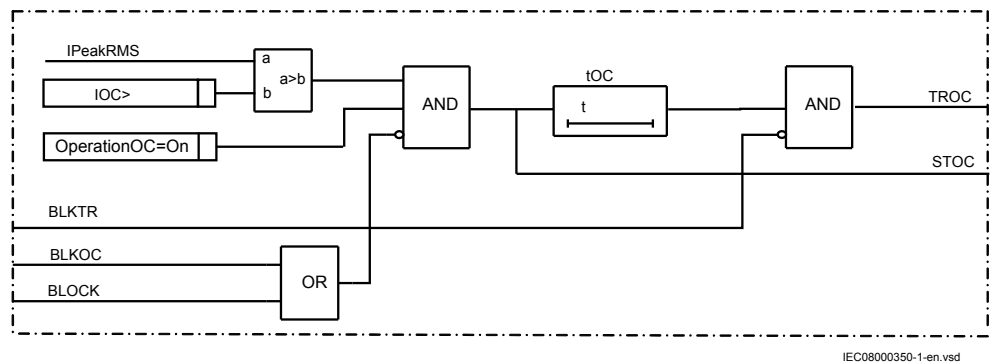 IPeakRMS
a
a>b
b
IOC>
OperationOC=On
AND
tOC
t
AND
TROC
STOC
BLKTR
BLKOC
BLOCK
OR
IEC08000350-1-en.vsd